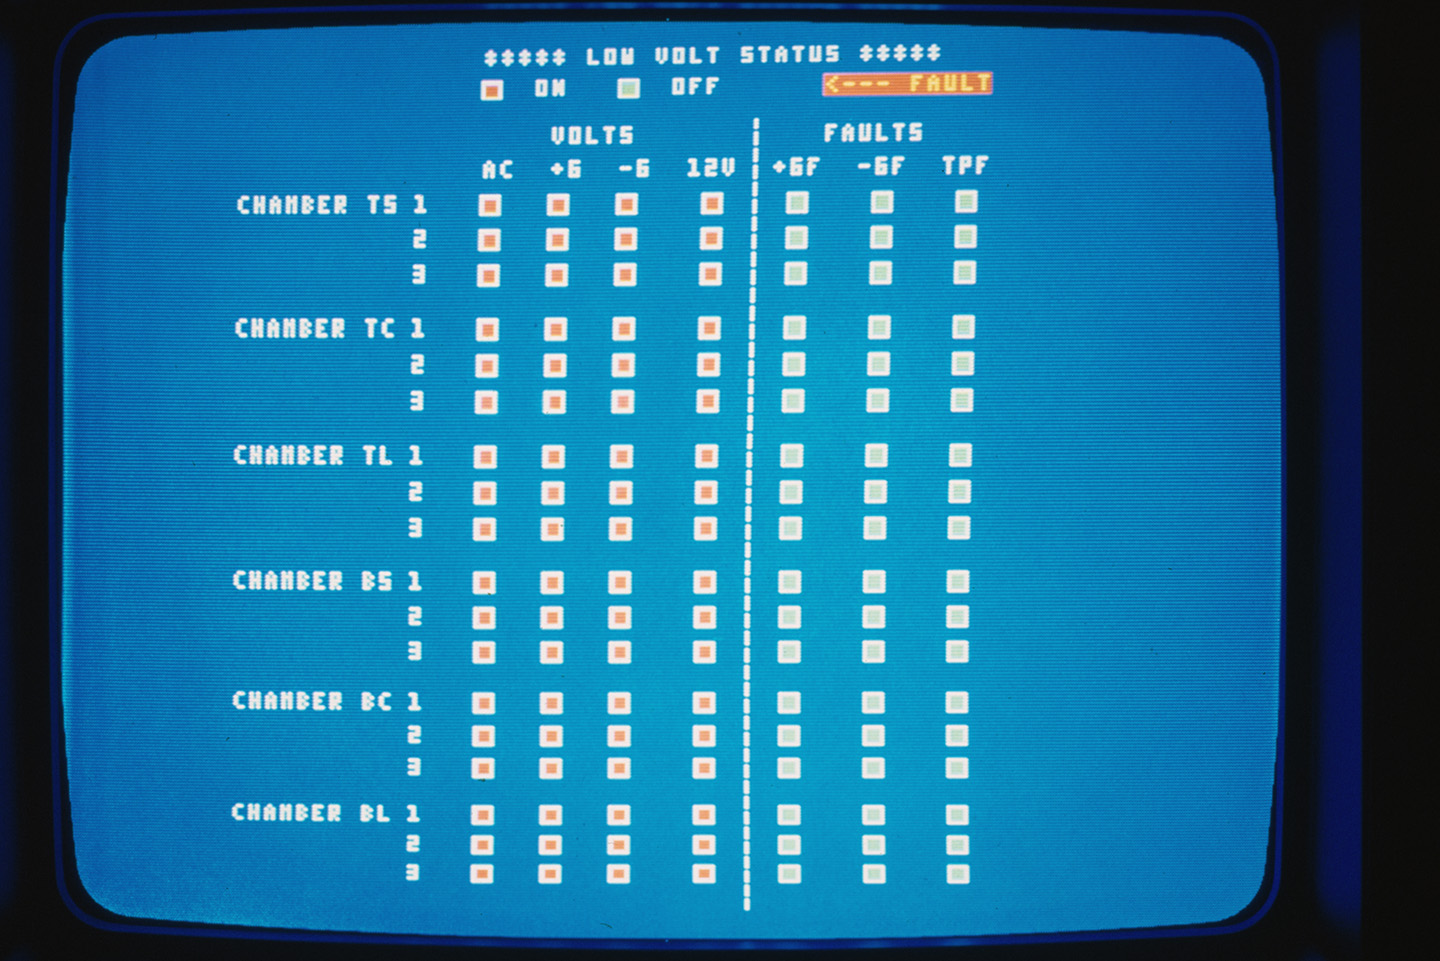 ***** LOW VOLT STATUS *****
ON OFF <--- FAULT
VOLTS FAULTS
AC +6 -6 12V +6F -6F TPF
CHAMBER TS 1
2
3
CHAMBER TC 1
2
3
CHAMBER TL 1
2
3
CHAMBER BS 1
2
3
CHAMBER BC 1
2
3
CHAMBER BL 1
2
3